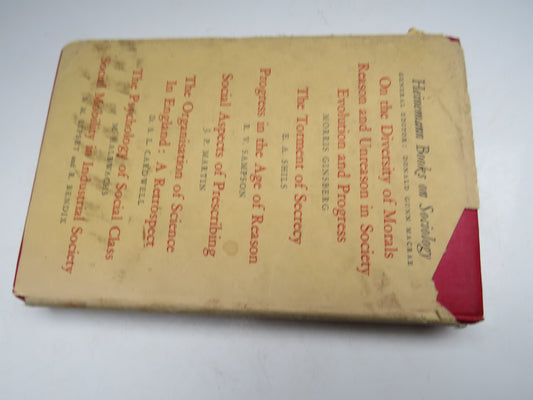 Heinemann Books on Sociology
GENERAL EDITOR: DONALD GUNN MACRAE
On the Diversity of Morals
Reason and Unreason in Society
Evolution and Progress
MORRIS GINSBERG
The Torment of Secrecy
E. A. SHILS
Progress in the Age of Reason
R. V. SAMPSON
Social Aspects of Prescribing
J. P. MARTIN
The Organisation of Science
In England: A Retrospect
D. S. L. CARDWELL
The Psychology of Social Class
Social Mobility in Industrial Society
LIPSET and R. BENDIX